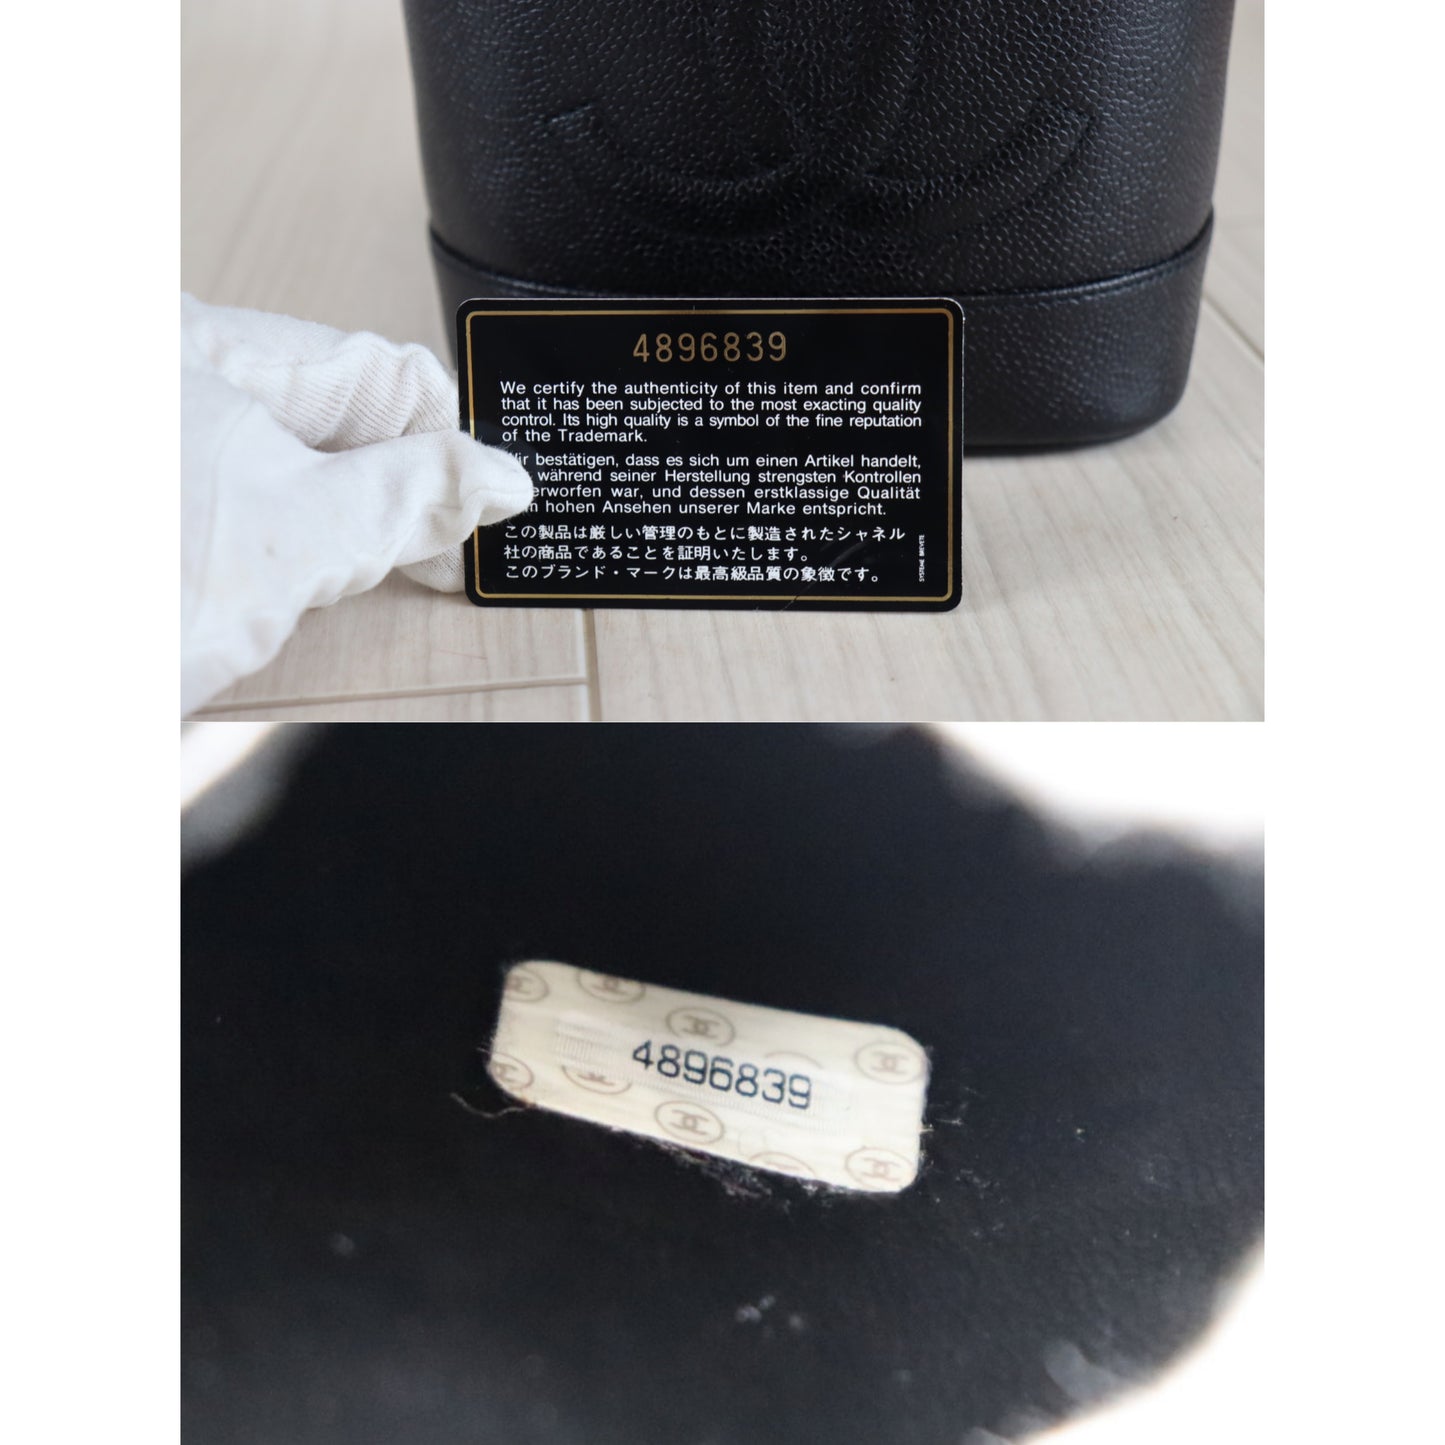 4896839
We certify the authenticity of this item and confirm
that it has been subjected to the most exacting quality
control. Its high quality is a symbol of the fine reputation
of the Trademark.
bestätigen, dass es sich um einen Artikel handelt,
während seiner Herstellung strengsten Kontrollen
war, und dessen erstklassige Qualität
hohen Ansehen unserer Marke entspricht.
この製品は厳しい管理のもとに製造されたシャネル
社の商品であることを証明いたします。
このブランド・マークは最高級品質の象徴です。
SYSTEME BREVETE
4896839